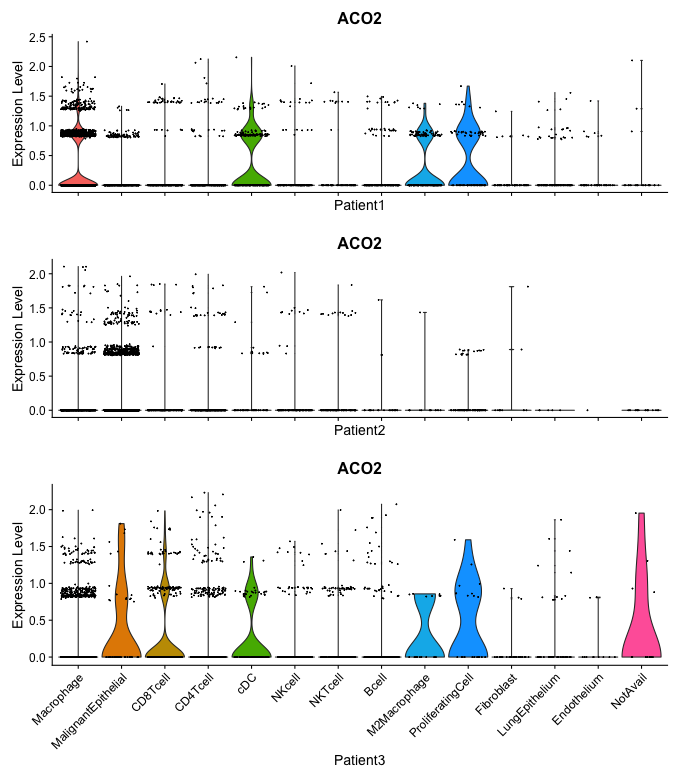 ACO2
Expression Level
2.5
2.0
1.5
1.0
0.5
0.0
Patient1
ACO2
Expression Level
2.0
1.5
1.0
0.5
0.0
Patient2
ACO2
Expression Level
2.0
1.5
1.0
0.5
0.0
Macrophage
MalignantEpithelial
CD8Tcell
CD4Tcell
cDC
NKcell
NKTcell
Bcell
M2Macrophage
ProliferatingCell
Fibroblast
LungEpithelium
Endothelium
NotAvail
Patient3